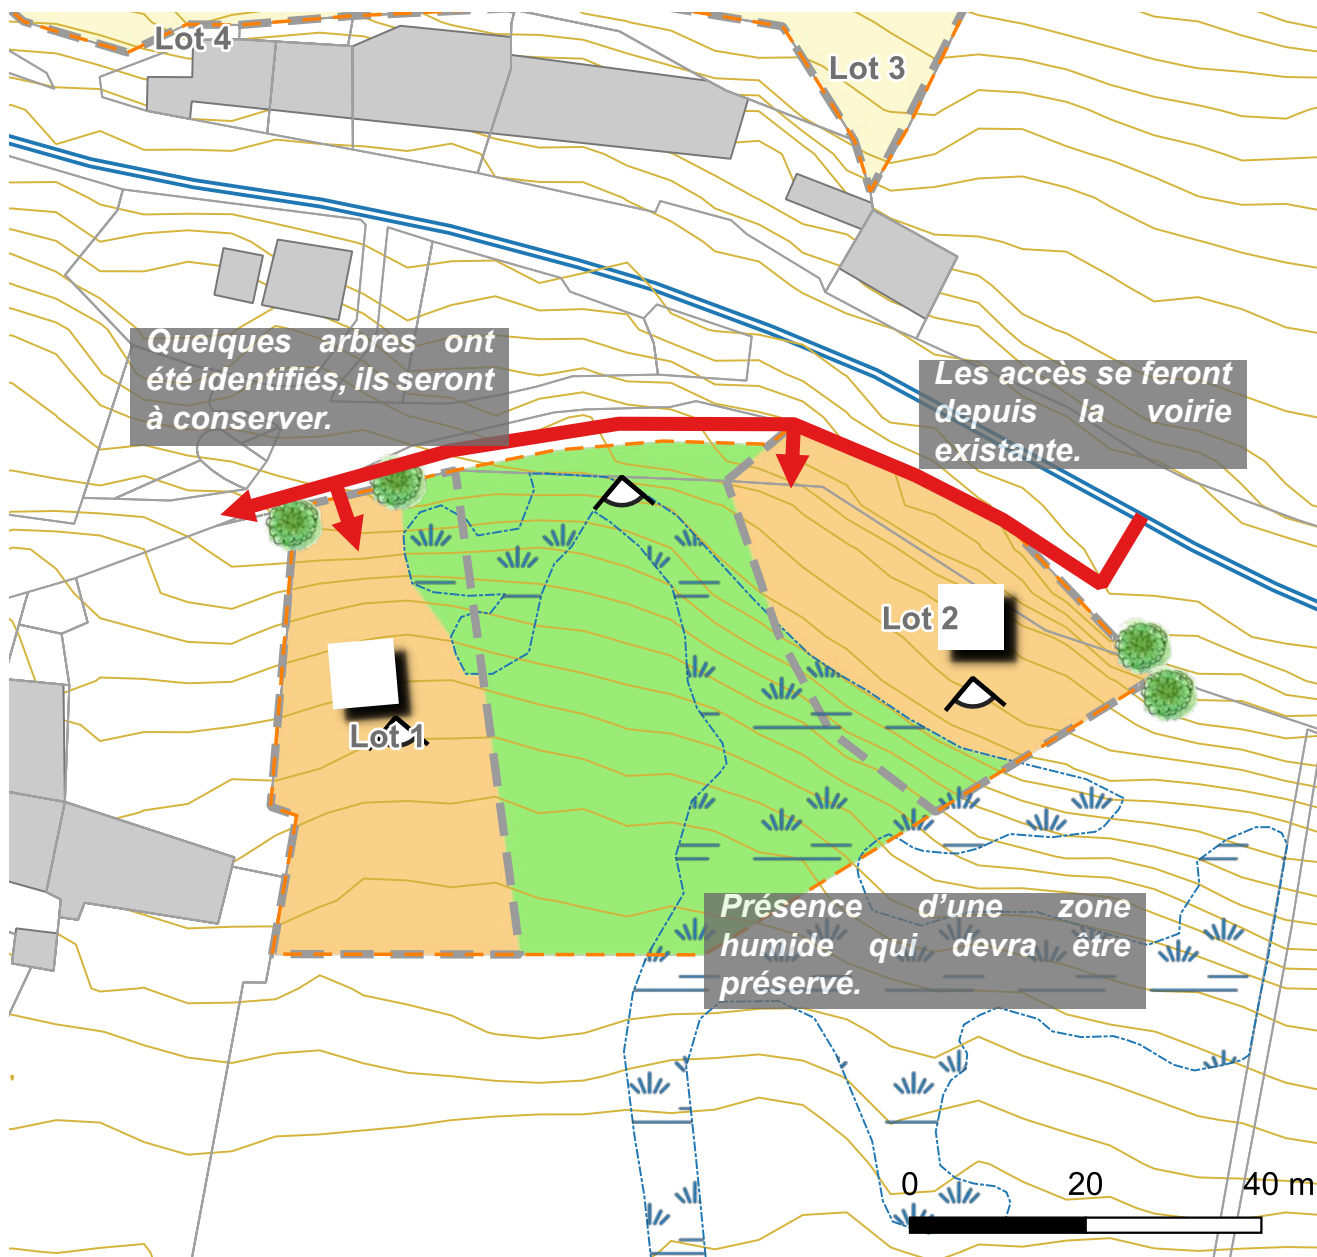 Lot 4
Lot 3
Quelques arbres ont
été identifiés, ils seront
à conserver.
Les accès se feront
depuis la voirie
existante.
Lot 2
Lot 1
Présence d'une zone
humide qui devra être
préservé.
0 20 40 m